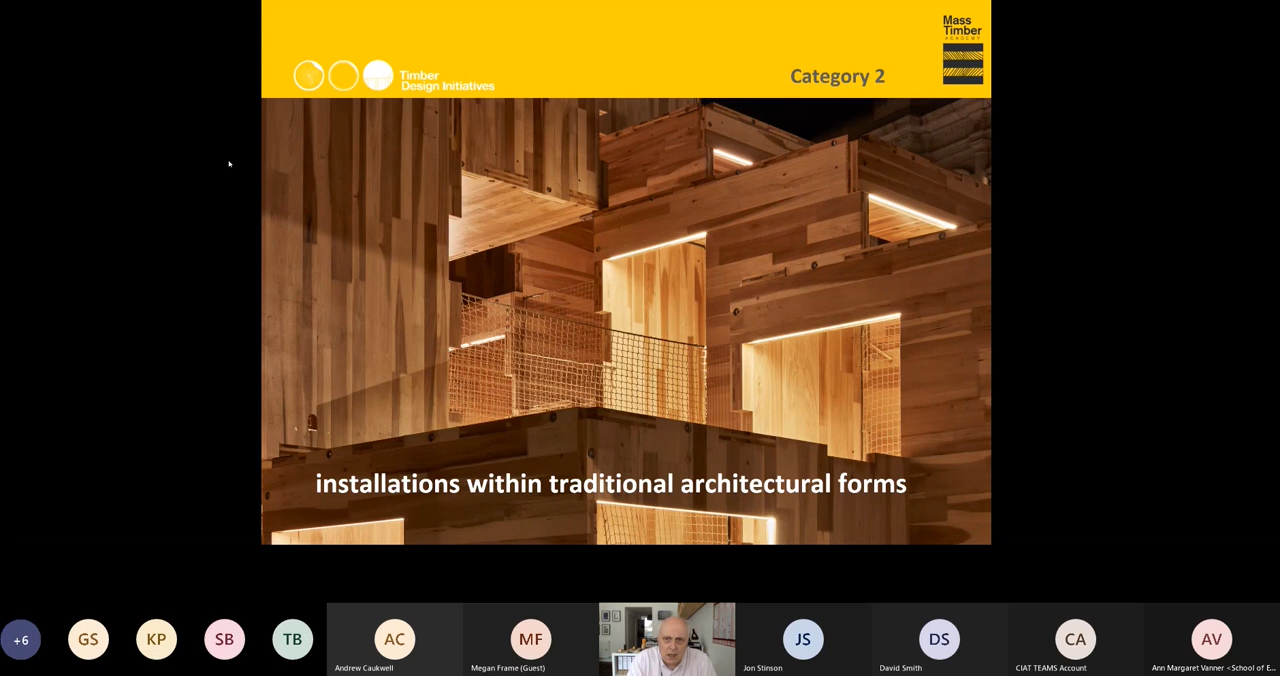 Mass
Timber
ACADEMY
Timber
Design Initiatives
Category 2
installations within traditional architectural forms
+6
GS
KP
SB
TB
AC
Andrew Caukwell
MF
Megan Frame (Guest)
JS
Jon Stinson
DS
David Smith
CA
CIAT TEAMS Account
AV
Ann Margaret Vanner <School of E...